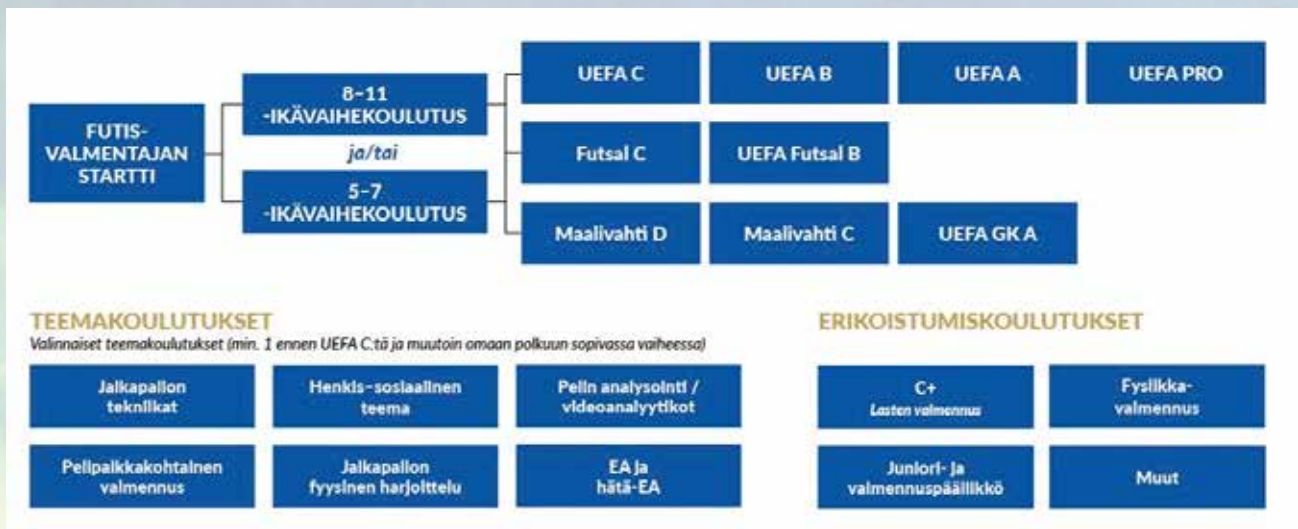 FUTIS-
VALMENTAJAN
STARTTI
8–11
-IKÄVAIHEKOULUTUS
ja/tai
5–7
-IKÄVAIHEKOULUTUS
UEFA C
UEFA B
UEFA A
UEFA PRO
Futsal C
UEFA Futsal B
Maalivahti D
Maalivahti C
UEFA GK A
TEEMAKOULUTUKSET
Valinnaiset teemakoulutukset (min. 1 ennen UEFA C:tä ja muutoin omaan polkuun sopivassa vaiheessa)
Jalkapallon
tekniikat
Henkis–sosiaalinen
teema
Pelin analysointi /
videoanalyytikot
Pelipaikkakohtainen
valmennus
Jalkapallon
fyysinen harjoittelu
EA ja
hätä-EA
ERIKOISTUMISKOULUTUKSET
C+
Lasten valmennus
Fysiikka-
valmennus
Juniori- ja
valmennuspäällikkö
Muut